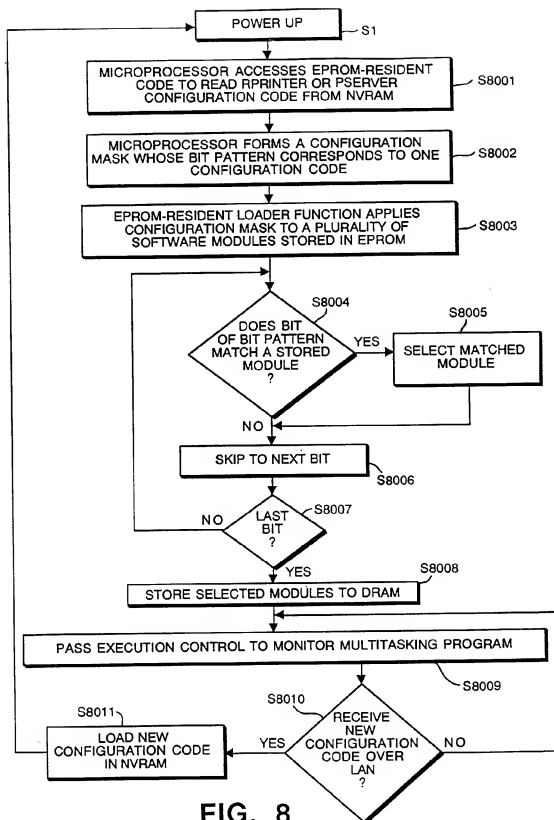 POWER UP
S1
MICROPROCESSOR ACCESSES EPROM-RESIDENT
CODE TO READ RPRINTER OR PSERVER
CONFIGURATION CODE FROM NVRAM
S8001
MICROPROCESSOR FORMS A CONFIGURATION
MASK WHOSE BIT PATTERN CORRESPONDS TO ONE
CONFIGURATION CODE
S8002
EPROM-RESIDENT LOADER FUNCTION APPLIES
CONFIGURATION MASK TO A PLURALITY OF
SOFTWARE MODULES STORED IN EPROM
S8003
S8004
DOES BIT
OF BIT PATTERN
MATCH A STORED
MODULE
?
YES
S8005
SELECT MATCHED
MODULE
NO
SKIP TO NEXT BIT
S8006
S8007
LAST
BIT
?
NO
YES
S8008
STORE SELECTED MODULES TO DRAM
PASS EXECUTION CONTROL TO MONITOR MULTITASKING PROGRAM
S8009
S8010
RECEIVE
NEW
CONFIGURATION
CODE OVER
LAN
?
NO
YES
S8011
LOAD NEW
CONFIGURATION CODE
IN NVRAM
FIG. 8